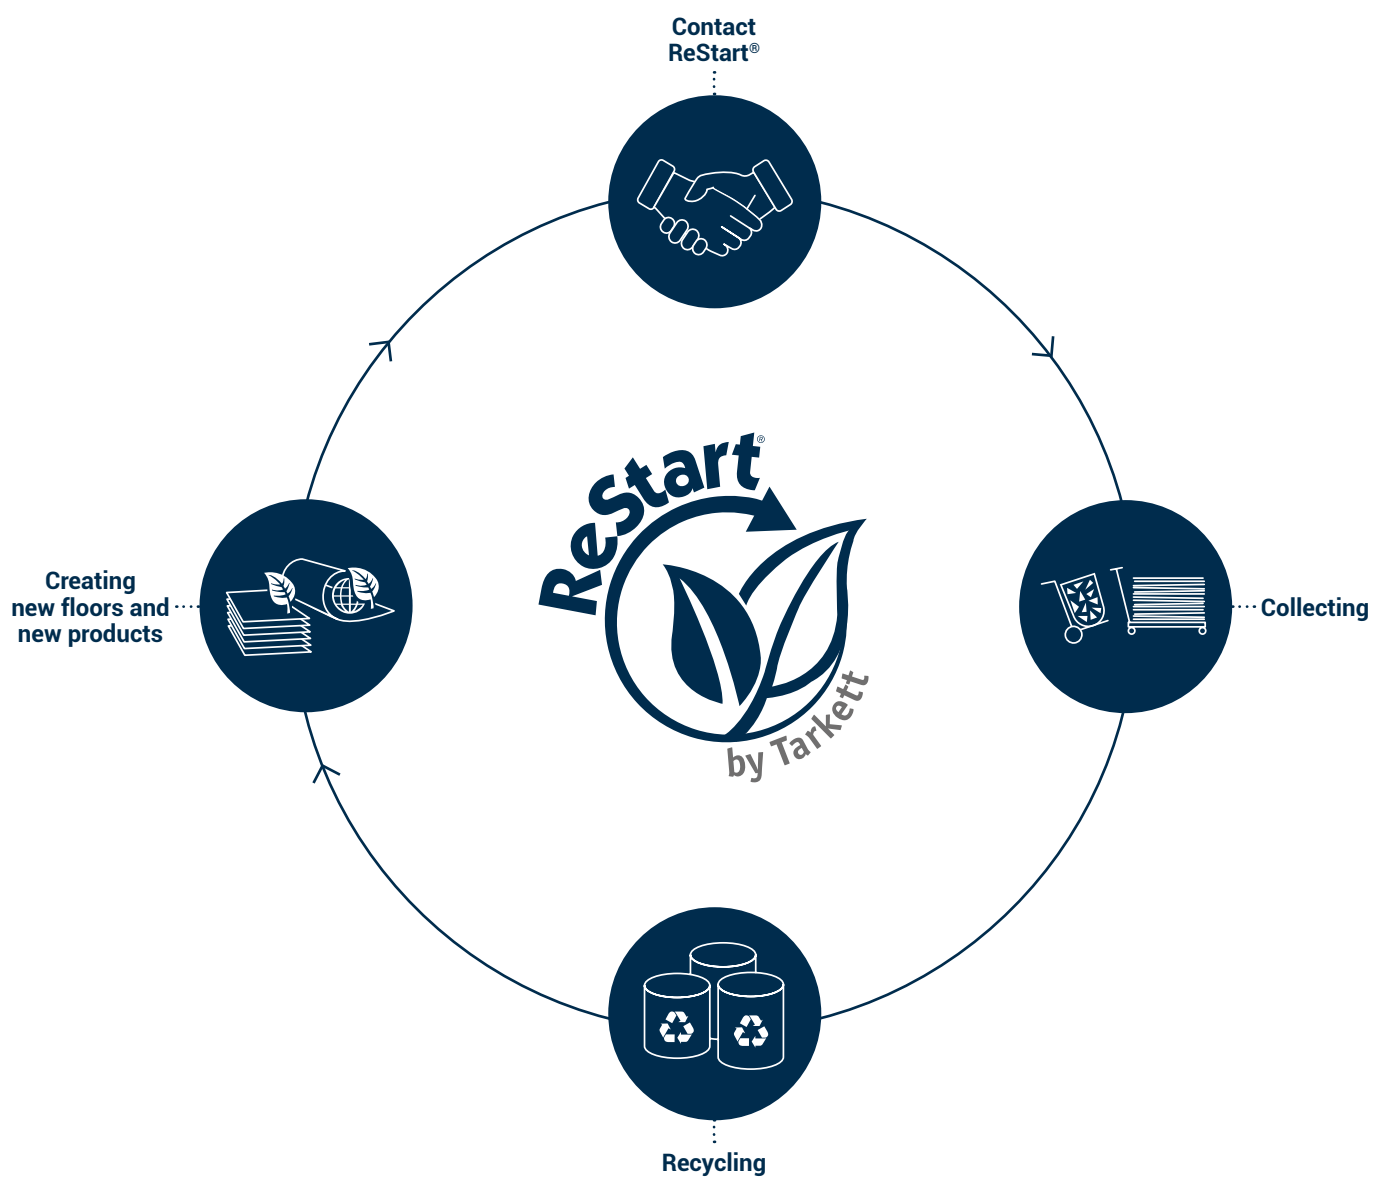 Contact
ReStart®
ReStart®
by Tarkett
Creating
new floors and
new products
Collecting
Recycling